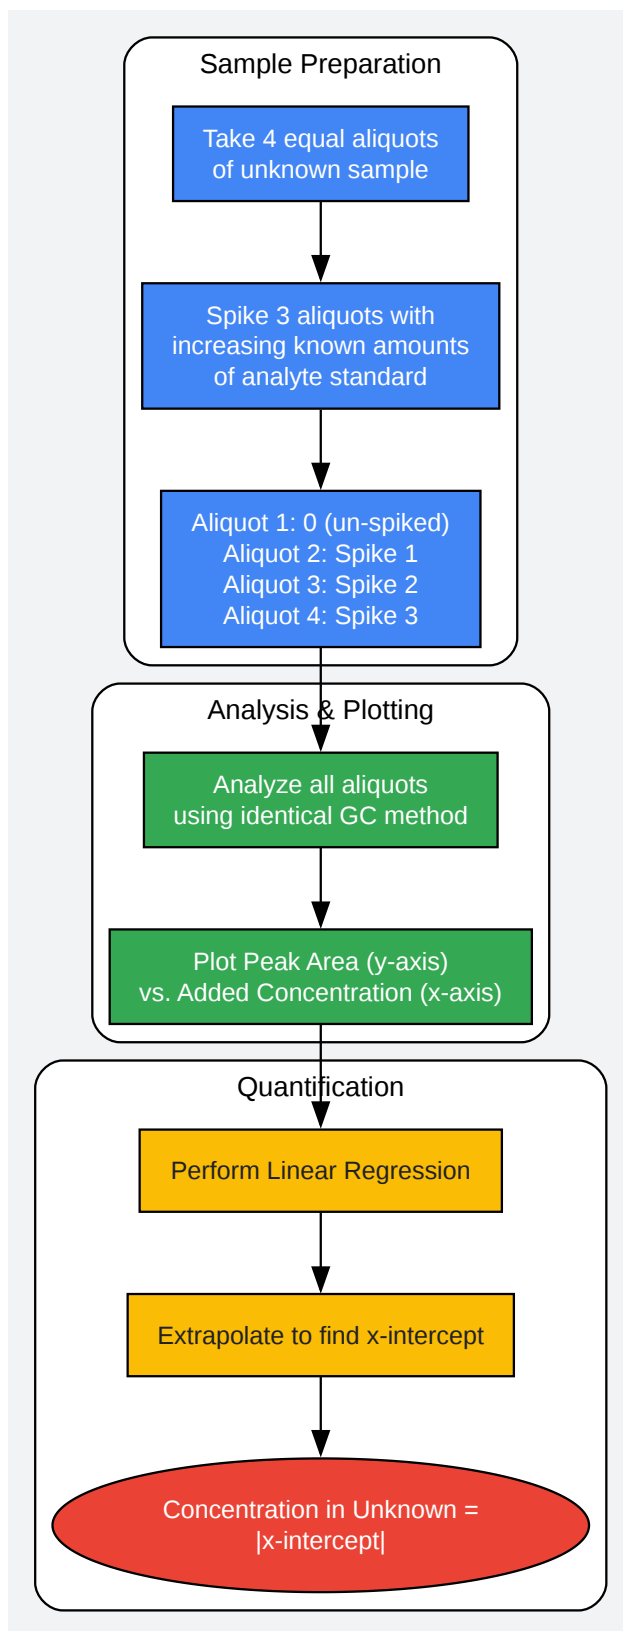 Sample Preparation
Take 4 equal aliquots
of unknown sample
Spike 3 aliquots with
increasing known amounts
of analyte standard
Aliquot 1: 0 (un-spiked)
Aliquot 2: Spike 1
Aliquot 3: Spike 2
Aliquot 4: Spike 3
Analysis & Plotting
Analyze all aliquots
using identical GC method
Plot Peak Area (y-axis)
vs. Added Concentration (x-axis)
Quantification
Perform Linear Regression
Extrapolate to find x-intercept
Concentration in Unknown =
|x-intercept|